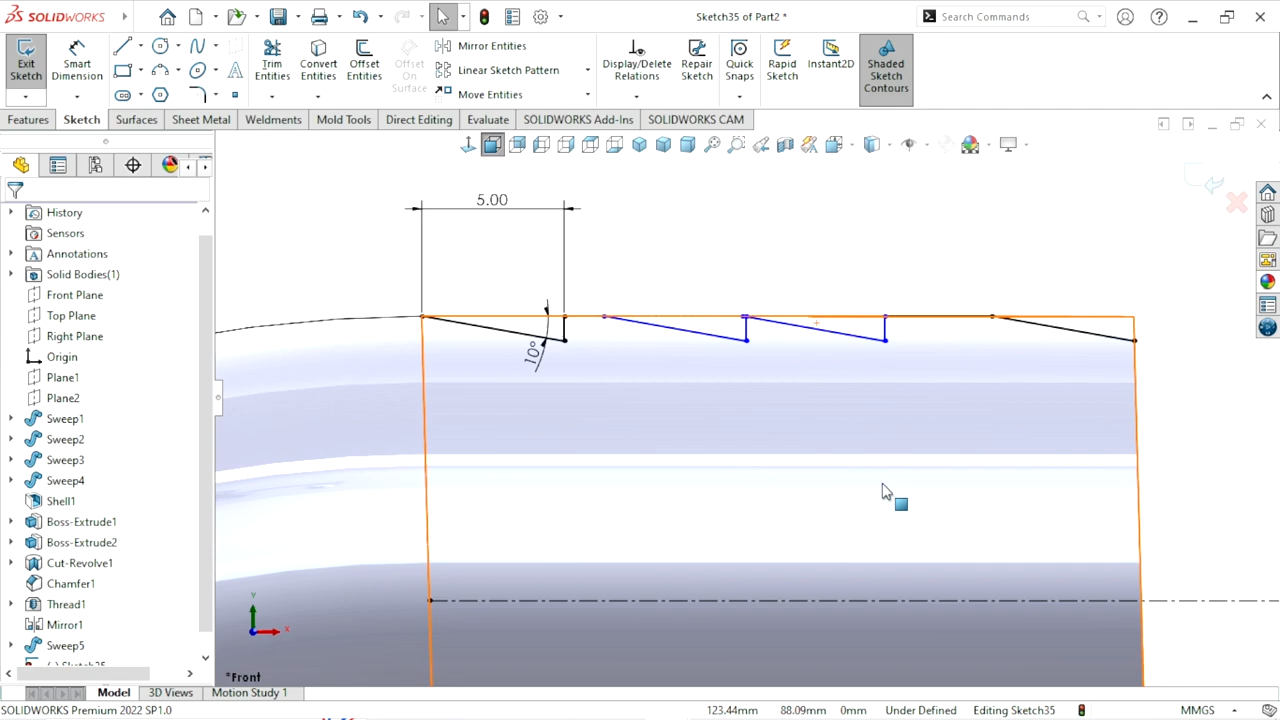 SOLIDWORKS
Sketch35 of Part2 *
Search Commands
Exit Sketch
Smart Dimension
Trim Entities
Convert Entities
Offset Entities
Offset On Surface
Mirror Entities
Linear Sketch Pattern
Move Entities
Display/Delete Relations
Repair Sketch
Quick Snaps
Rapid Sketch
Instant2D
Shaded Sketch Contours
Features
Sketch
Surfaces
Sheet Metal
Weldments
Mold Tools
Direct Editing
Evaluate
SOLIDWORKS Add-Ins
SOLIDWORKS CAM
History
Sensors
Annotations
Solid Bodies(1)
Front Plane
Top Plane
Right Plane
Origin
Plane1
Plane2
Sweep1
Sweep2
Sweep3
Sweep4
Shell1
Boss-Extrude1
Boss-Extrude2
Cut-Revolve1
Chamfer1
Thread1
Mirror1
Sweep5
(-) Sketch35
5.00
10°
Y
X
*Front
Model
3D Views
Motion Study 1
SOLIDWORKS Premium 2022 SP1.0
123.44mm
88.09mm
0mm
Under Defined
Editing Sketch35
MMGS